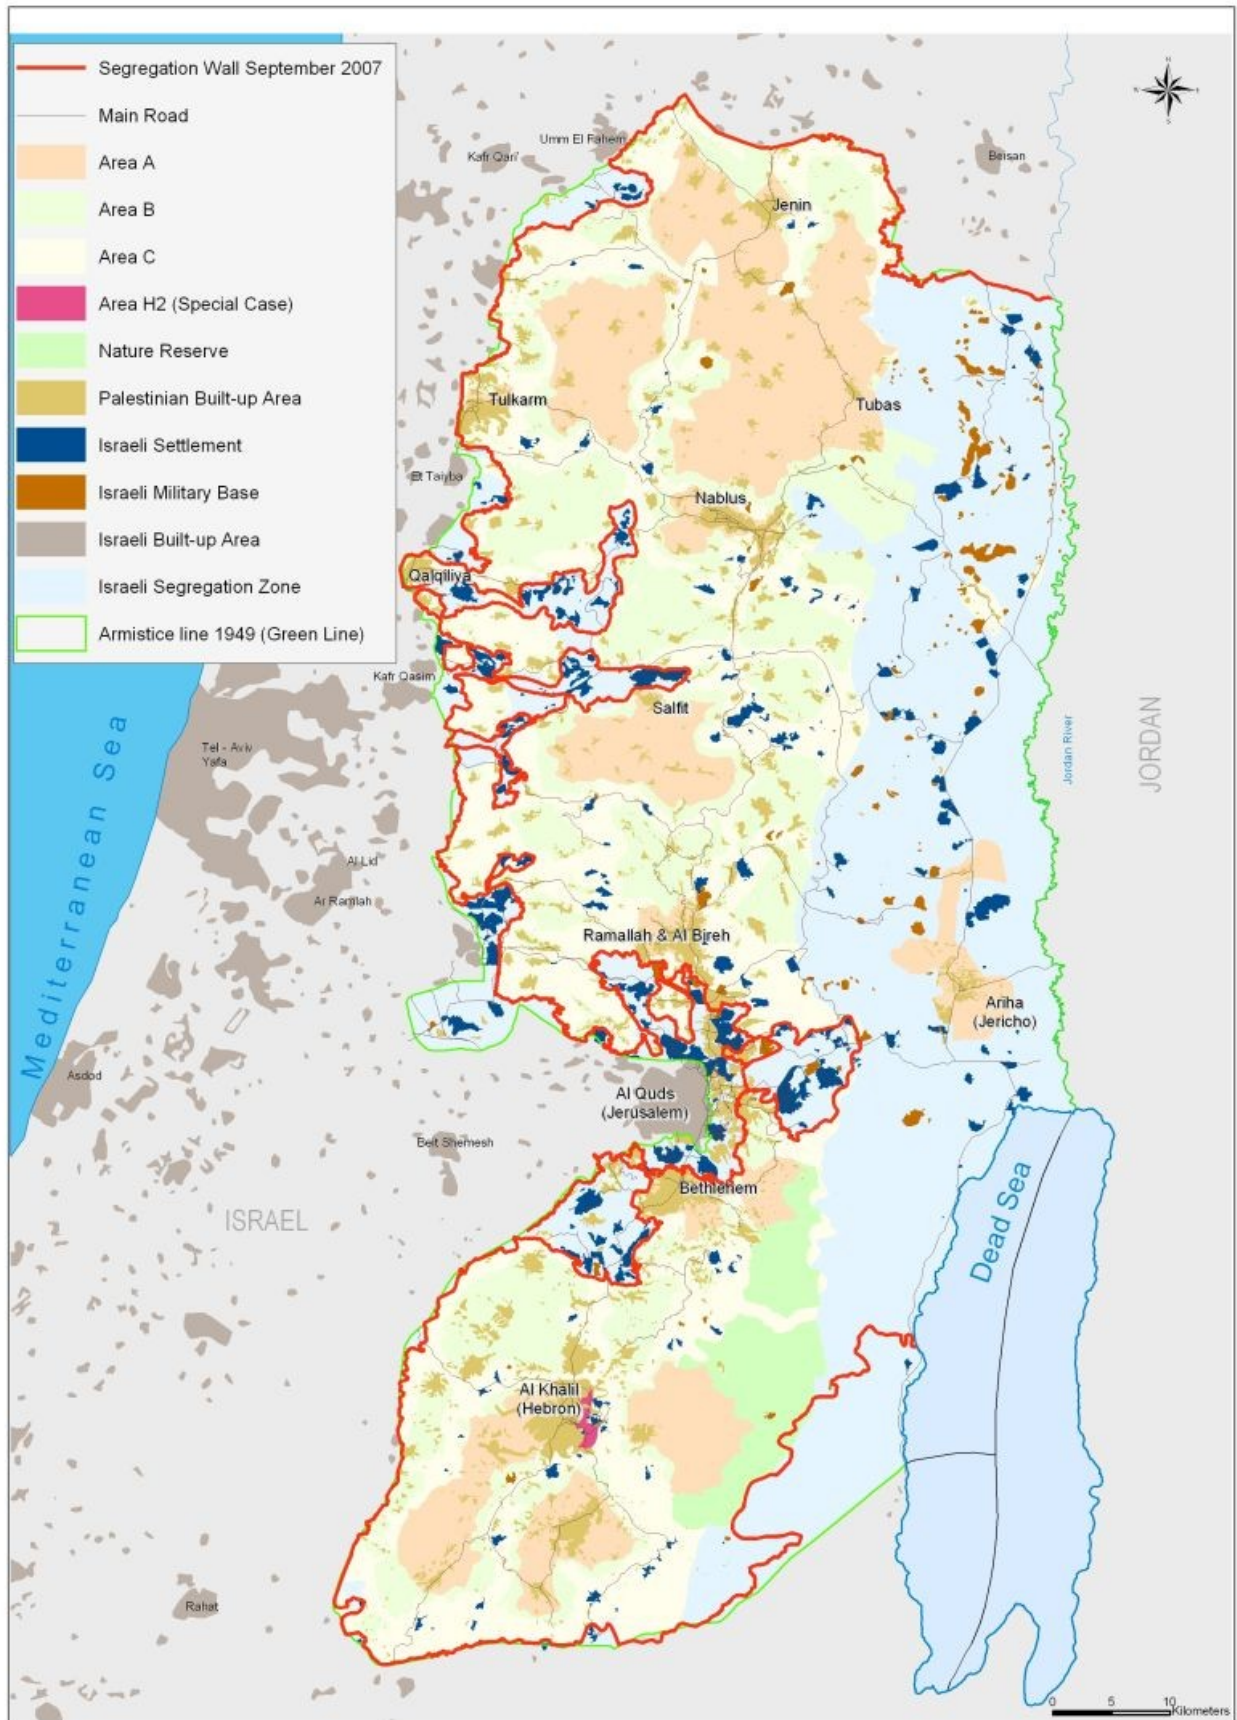 Segregation Wall September 2007
Main Road
Area A
Area B
Area C
Area H2 (Special Case)
Nature Reserve
Palestinian Built-up Area
Israeli Settlement
Israeli Military Base
Israeli Built-up Area
Israeli Segregation Zone
Armistice line 1949 (Green Line)
N
S
Umm El Fahem
Kafr Qari'
Beisan
Jenin
Tulkarm
Tubas
Et Taiyba
Nablus
Qalqiliya
Kafr Qasim
Salfit
Mediterranean Sea
Tel - Aviv
Yafa
Jordan River
JORDAN
Al Lid
Ar Ramlah
Ramallah & Al Bireh
Ariha
(Jericho)
Asdod
Al Quds
(Jerusalem)
Beit Shemesh
Bethlehem
ISRAEL
Dead Sea
Al Khalil
(Hebron)
Rahat
0 5 10
Kilometers